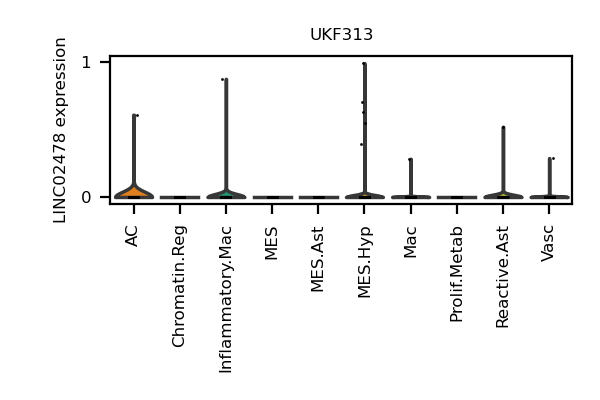 UKF313
LINC02478 expression
1
0
AC
Chromatin.Reg
Inflammatory.Mac
MES
MES.Ast
MES.Hyp
Mac
Prolif.Metab
Reactive.Ast
Vasc